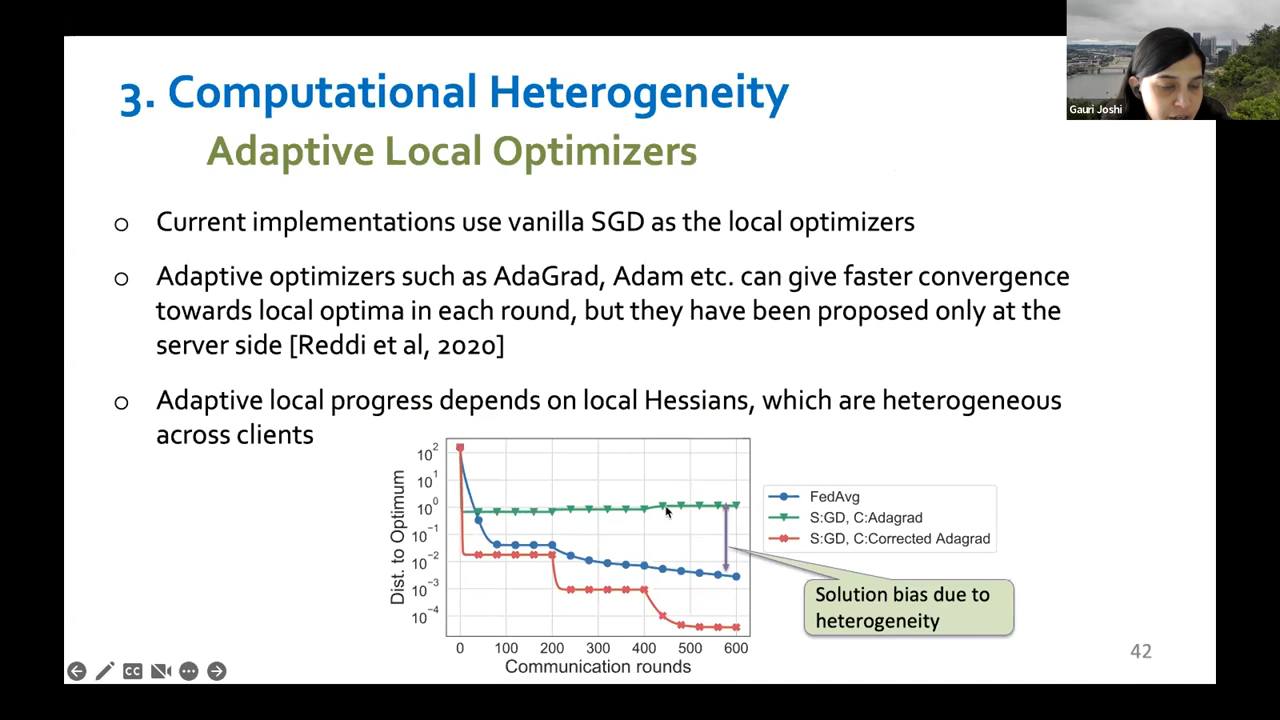 3. Computational Heterogeneity
Adaptive Local Optimizers
Gauri Joshi
o Current implementations use vanilla SGD as the local optimizers
o Adaptive optimizers such as AdaGrad, Adam etc. can give faster convergence
towards local optima in each round, but they have been proposed only at the
server side [Reddi et al, 2020]
o Adaptive local progress depends on local Hessians, which are heterogeneous
across clients
10²
10¹
10⁰
10⁻¹
10⁻²
10⁻³
10⁻⁴
Dist. to Optimum
0 100 200 300 400 500 600
Communication rounds
FedAvg
S:GD, C:Adagrad
S:GD, C:Corrected Adagrad
Solution bias due to
heterogeneity
42
CC